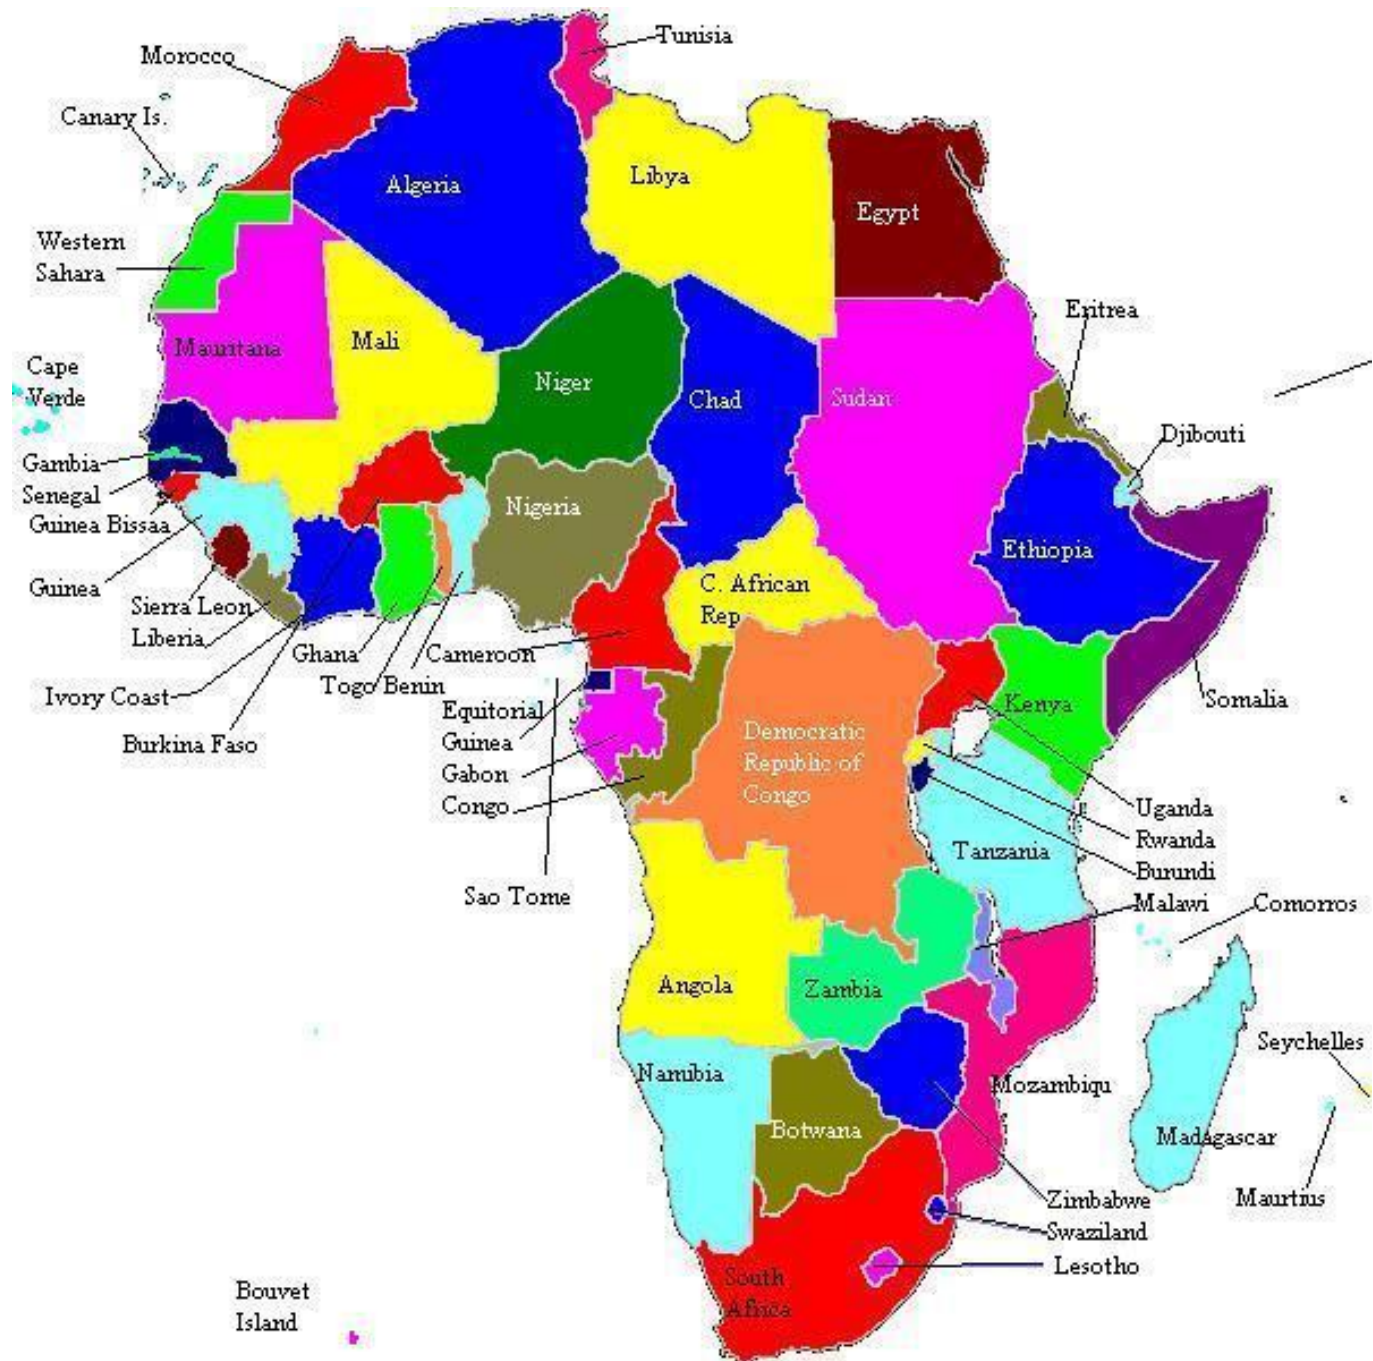 Tunisia
Morocco
Canary Is.
Algeria
Libya
Egypt
Western
Sahara
Eritrea
Mauritana
Mali
Cape
Verde
Niger
Chad
Sudan
Djibouti
Gambia
Senegal
Guinea Bissaa
Nigeria
Ethiopia
Guinea
C. African
Rep
Sierra Leon
Liberia
Ghana
Cameroon
Togo Benin
Ivory Coast
Burkina Faso
Kenya
Somalia
Equitorial
Guinea
Gabon
Congo
Democratic
Republic of
Congo
Uganda
Rwanda
Burundi
Tanzania
Malawi
Comorros
Sao Tome
Angola
Zambia
Seychelles
Namibia
Mozambiqu
Botwana
Madagascar
Maurtius
Zimbabwe
Swaziland
Lesotho
South
Africa
Bouvet
Island